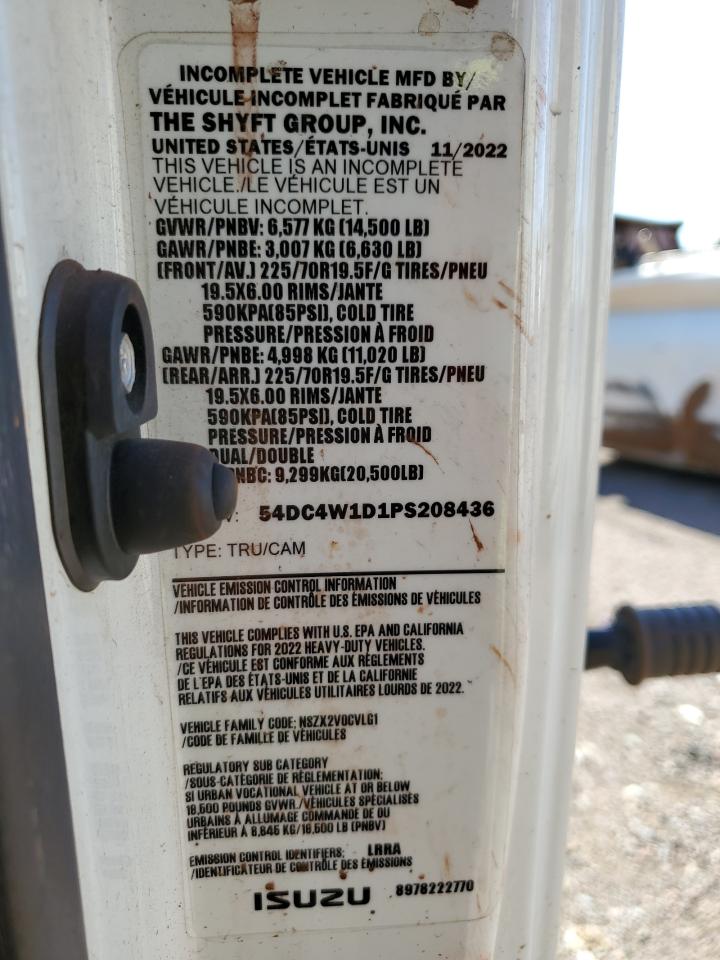 INCOMPLETE VEHICLE MFD BY/
VÉHICULE INCOMPLET FABRIQUÉ PAR
THE SHYFT GROUP, INC.
UNITED STATES/ÉTATS-UNIS 11/2022
THIS VEHICLE IS AN INCOMPLETE
VEHICLE./LE VÉHICULE EST UN
VÉHICULE INCOMPLET.
GVWR/PNBV: 6,577 KG (14,500 LB)
GAWR/PNBE: 3,007 KG (6,630 LB)
(FRONT/AV.) 225/70R19.5F/G TIRES/PNEU
19.5X6.00 RIMS/JANTE
590KPA(85PSI), COLD TIRE
PRESSURE/PRESSION À FROID
GAWR/PNBE: 4,998 KG (11,020 LB)
(REAR/ARR.) 225/70R19.5F/G TIRES/PNEU
19.5X6.00 RIMS/JANTE
590KPA(85PSI), COLD TIRE
PRESSURE/PRESSION À FROID
DUAL/DOUBLE
PNBC: 9,299KG(20,500LB)
54DC4W1D1PS208436
TYPE: TRU/CAM
VEHICLE EMISSION CONTROL INFORMATION
/INFORMATION DE CONTRÔLE DES ÉMISSIONS DE VÉHICULES
THIS VEHICLE COMPLIES WITH U.S. EPA AND CALIFORNIA
REGULATIONS FOR 2022 HEAVY-DUTY VEHICLES.
/CE VÉHICULE EST CONFORME AUX RÈGLEMENTS
DE L'EPA DES ÉTATS-UNIS ET DE LA CALIFORNIE
RELATIFS AUX VÉHICULES UTILITAIRES LOURDS DE 2022.
VEHICLE FAMILY CODE: NSZX2VOCVLG1
/CODE DE FAMILLE DE VÉHICULES
REGULATORY SUB CATEGORY
/SOUS-CATÉGORIE DE RÈGLEMENTATION:
SI URBAN VOCATIONAL VEHICLE AT OR BELOW
19,500 POUNDS GVWR./VÉHICULES SPÉCIALISÉS
URBAINS À ALLUMAGE COMMANDÉ DE OU
INFÉRIEUR À 8,845 KG/19,500 LB (PNBV)
EMISSION CONTROL IDENTIFIERS: LRRA
/IDENTIFICATEUR DE CONTRÔLE DES ÉMISSIONS
ISUZU 8978222770